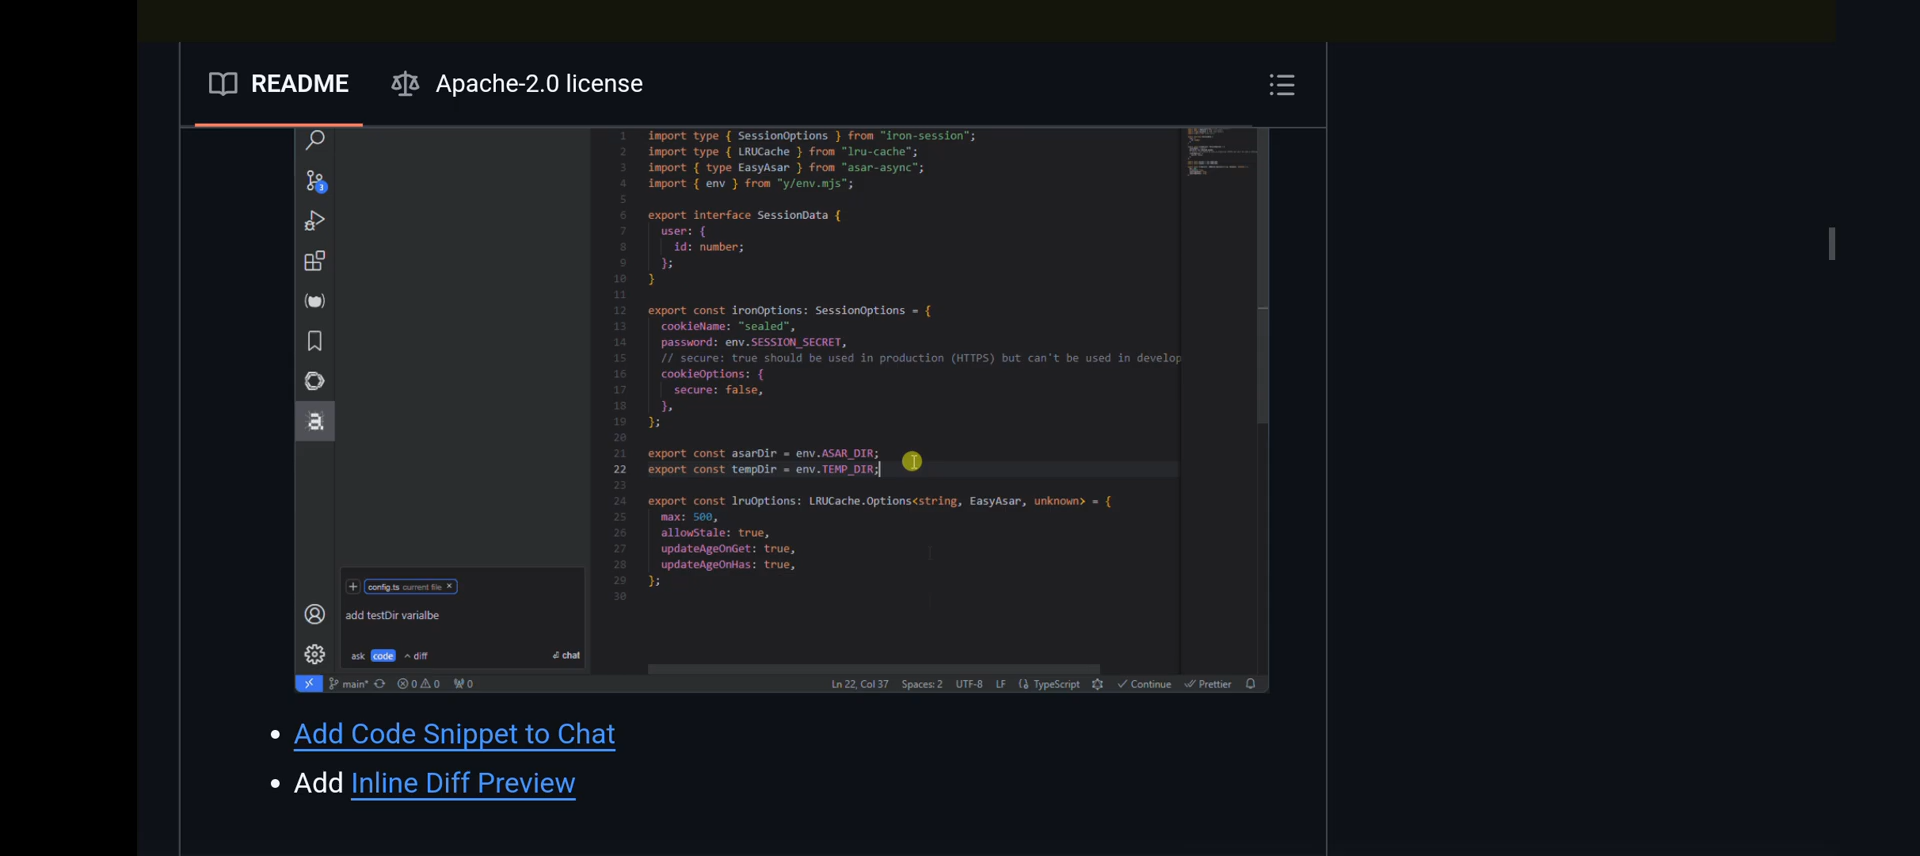 README
Apache-2.0 license
1 import type { SessionOptions } from "iron-session";
2 import type { LRUCache } from "lru-cache";
3 import { type EasyAsar } from "asar-async";
4 import { env } from "y/env.mjs";
5
6 export interface SessionData {
7 user: {
8 id: number;
9 };
10 }
11
12 export const ironOptions: SessionOptions = {
13 cookieName: "sealed",
14 password: env.SESSION_SECRET,
15 // secure: true should be used in production (HTTPS) but can't be used in develop
16 cookieOptions: {
17 secure: false,
18 },
19 };
20
21 export const asarDir = env.ASAR_DIR;
22 export const tempDir = env.TEMP_DIR;
23
24 export const lruOptions: LRUCache.Options<string, EasyAsar, unknown> = {
25 max: 500,
26 allowStale: true,
27 updateAgeOnGet: true,
28 updateAgeOnHas: true,
29 };
30
3
a.
+ config.ts current file ×
add testDir varialbe
ask code ^ diff
chat
main* 0 0 0 Ln 22, Col 37 Spaces: 2 UTF-8 LF {} TypeScript Continue Prettier
Add Code Snippet to Chat
Add Inline Diff Preview